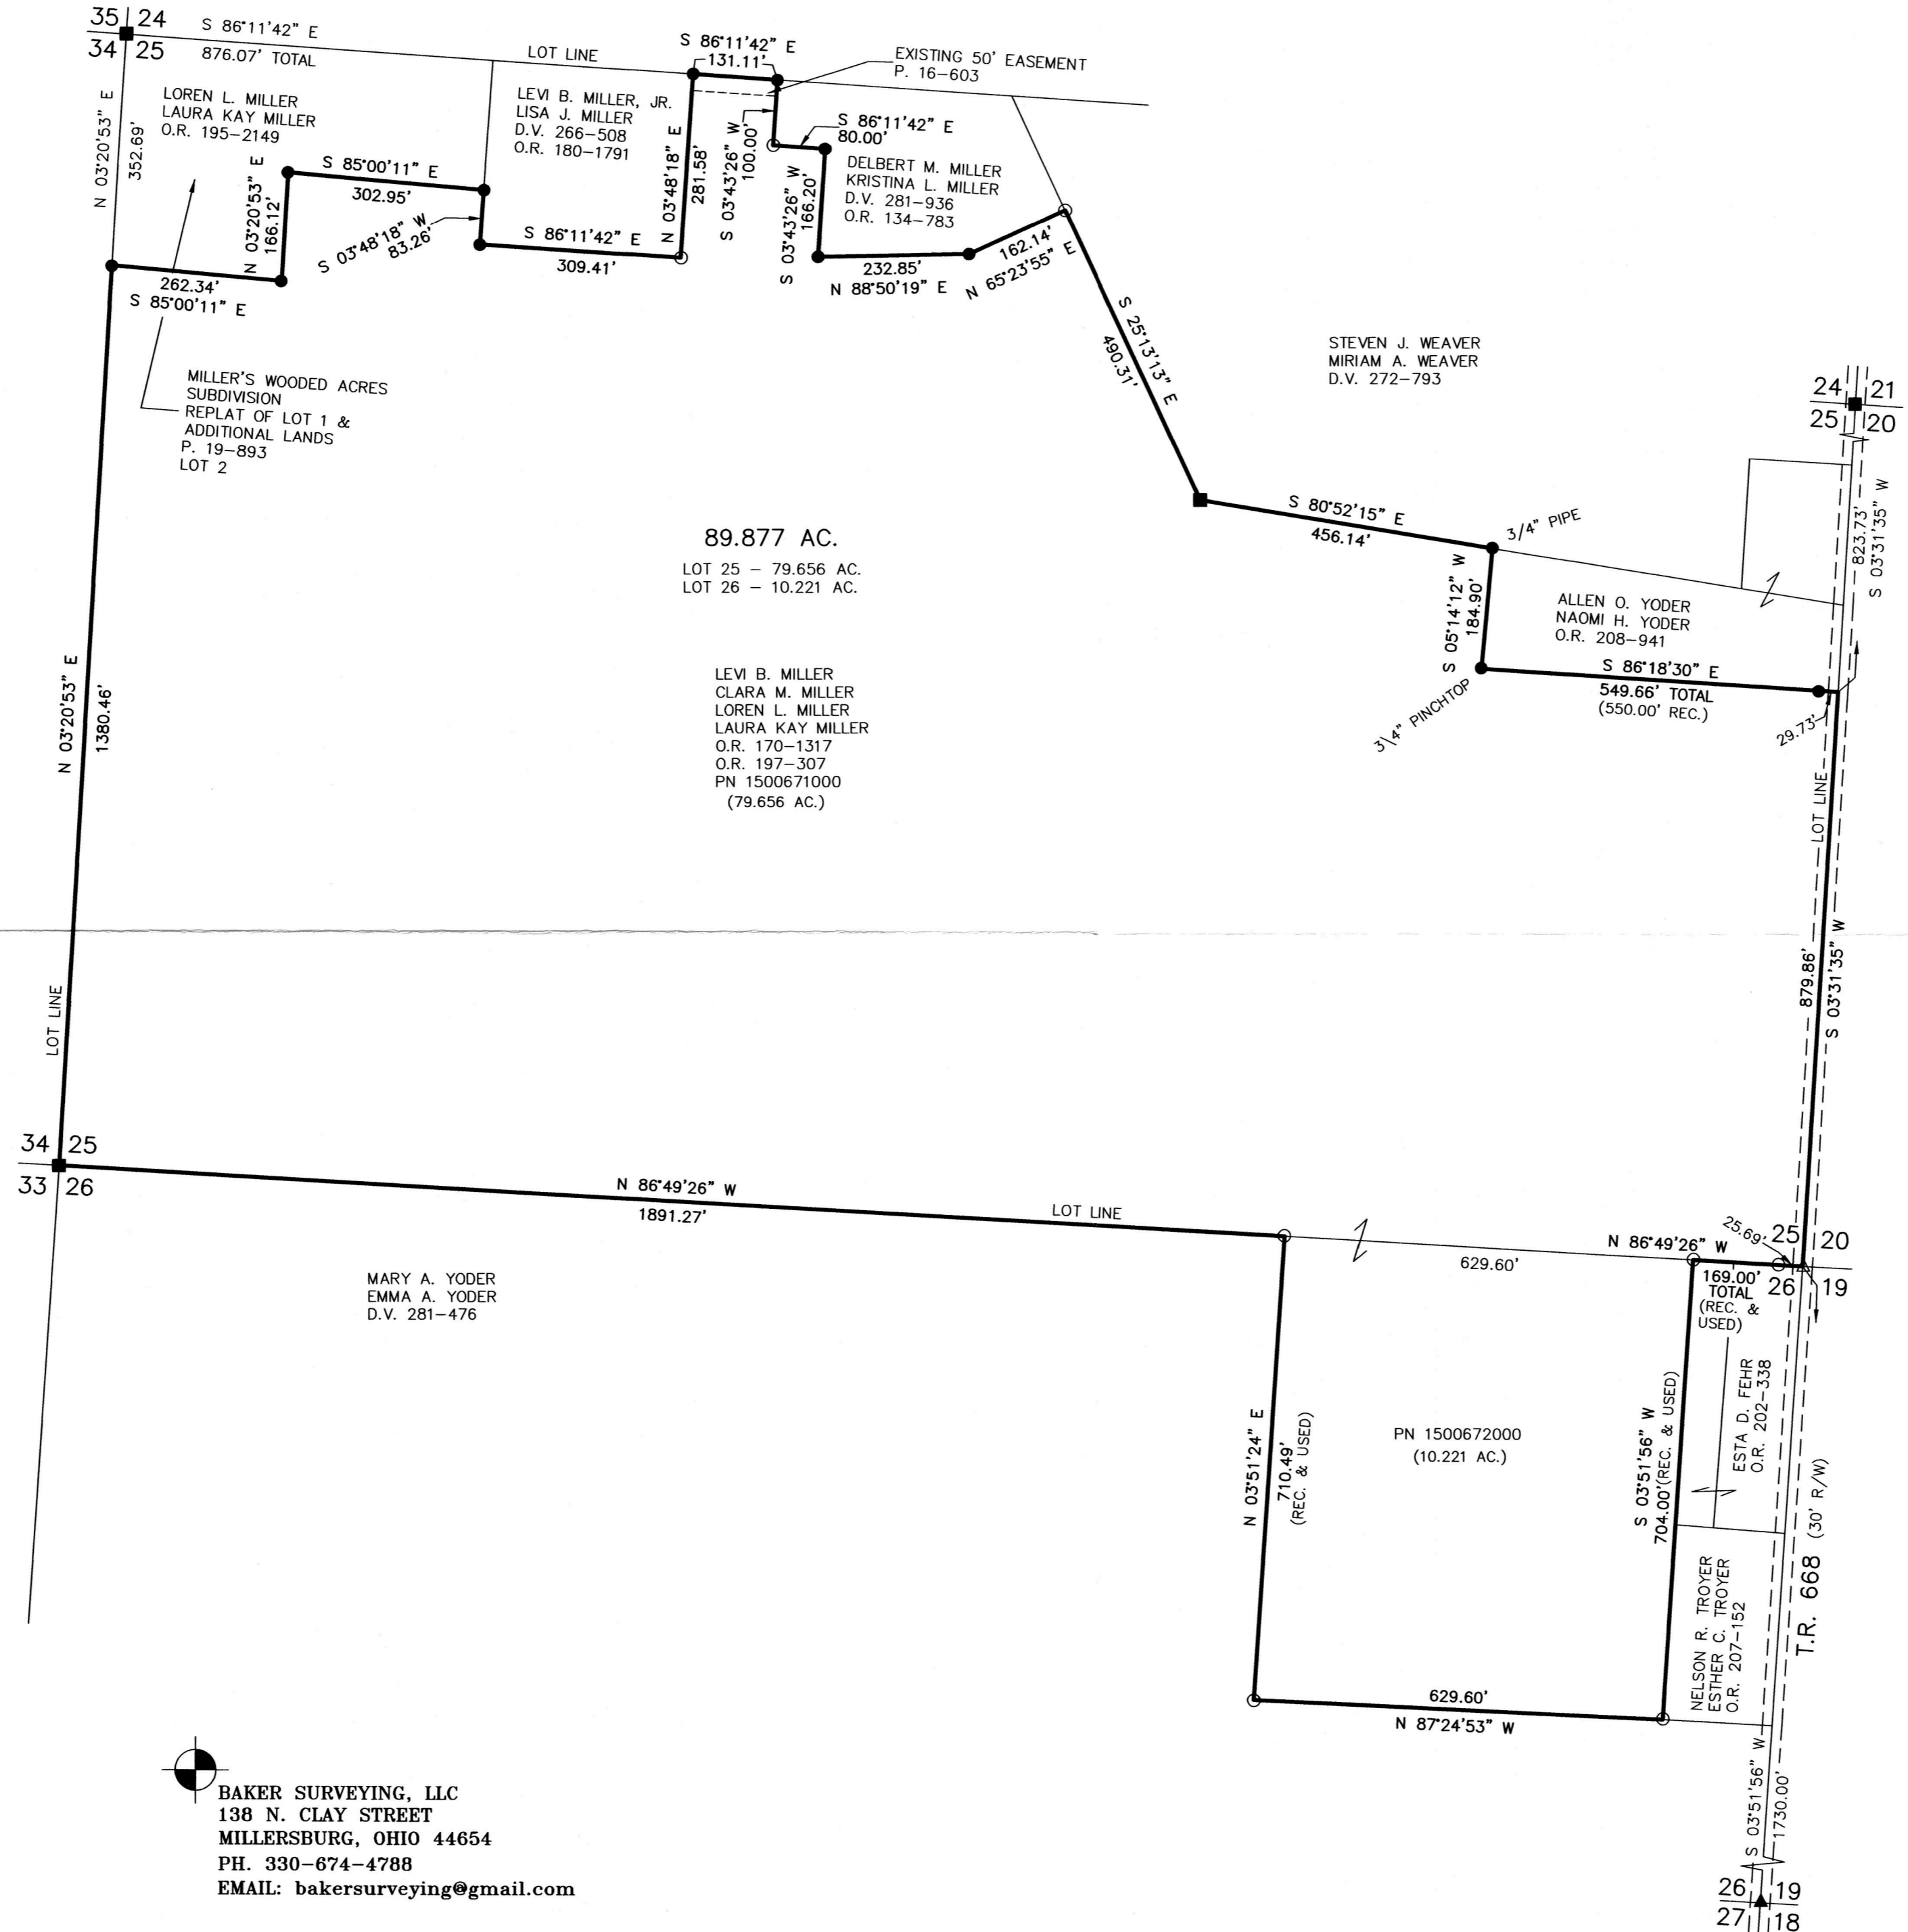 35 24
34 25
S 86°11'42" E
876.07' TOTAL
LOT LINE
S 86°11'42" E
131.11'
EXISTING 50' EASEMENT
P. 16-603
N 03°20'53" E
352.69'
LOREN L. MILLER
LAURA KAY MILLER
O.R. 195-2149
LEVI B. MILLER, JR.
LISA J. MILLER
D.V. 266-508
O.R. 180-1791
N 03°48'18" E
281.58'
S 03°43'26" W
100.00'
S 86°11'42" E
80.00'
S 03°43'26" W
166.20'
DELBERT M. MILLER
KRISTINA L. MILLER
D.V. 281-936
O.R. 134-783
N 03°20'53" E
166.12'
S 85°00'11" E
302.95'
S 03°48'18" W
83.26'
S 86°11'42" E
309.41'
232.85'
N 88°50'19" E
162.14'
N 65°23'55" E
262.34'
S 85°00'11" E
S 25°13'13" E
490.31'
STEVEN J. WEAVER
MIRIAM A. WEAVER
D.V. 272-793
MILLER'S WOODED ACRES
SUBDIVISION
REPLAT OF LOT 1 &
ADDITIONAL LANDS
P. 19-893
LOT 2
24 21
25 20
823.73'
S 03°31'35" W
S 80°52'15" E
456.14'
3/4" PIPE
89.877 AC.
LOT 25 - 79.656 AC.
LOT 26 - 10.221 AC.
S 05°14'12" W
184.90'
ALLEN O. YODER
NAOMI H. YODER
O.R. 208-941
S 86°18'30" E
549.66' TOTAL
(550.00' REC.)
29.73'
3\4" PINCHTOP
LEVI B. MILLER
CLARA M. MILLER
LOREN L. MILLER
LAURA KAY MILLER
O.R. 170-1317
O.R. 197-307
PN 1500671000
(79.656 AC.)
N 03°20'53" E
1380.46'
LOT LINE
LOT LINE
879.86'
S 03°31'35" W
34 25
33 26
N 86°49'26" W
1891.27'
LOT LINE
629.60'
N 86°49'26" W
25.69'
169.00'
TOTAL
(REC. &
USED)
25 20
26 19
MARY A. YODER
EMMA A. YODER
D.V. 281-476
N 03°51'24" E
710.49'
(REC. & USED)
PN 1500672000
(10.221 AC.)
S 03°51'56" W
704.00'(REC. & USED)
ESTA D. FEHR
O.R. 202-338
NELSON R. TROYER
ESTHER C. TROYER
O.R. 207-152
T.R. 668 (30' R/W)
629.60'
N 87°24'53" W
S 03°51'56" W
1730.00'
26 19
27 18
BAKER SURVEYING, LLC
138 N. CLAY STREET
MILLERSBURG, OHIO 44654
PH. 330-674-4788
EMAIL: bakersurveying@gmail.com